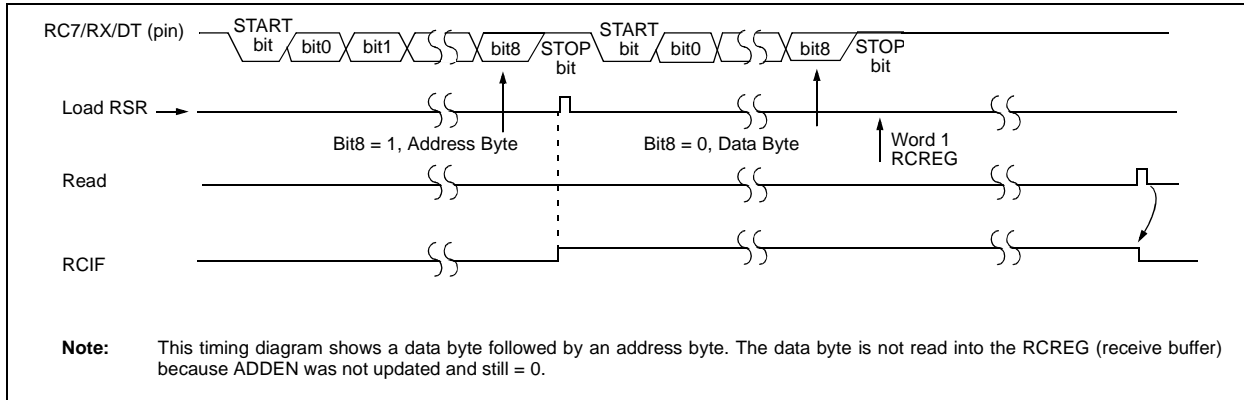 RC7/RX/DT (pin)
START
bit
bit0
bit1
bit8
STOP
bit
START
bit
bit0
bit8
STOP
bit
Load RSR
Bit8 = 1, Address Byte
Bit8 = 0, Data Byte
Word 1
RCREG
Read
RCIF
Note: This timing diagram shows a data byte followed by an address byte. The data byte is not read into the RCREG (receive buffer)
because ADDEN was not updated and still = 0.